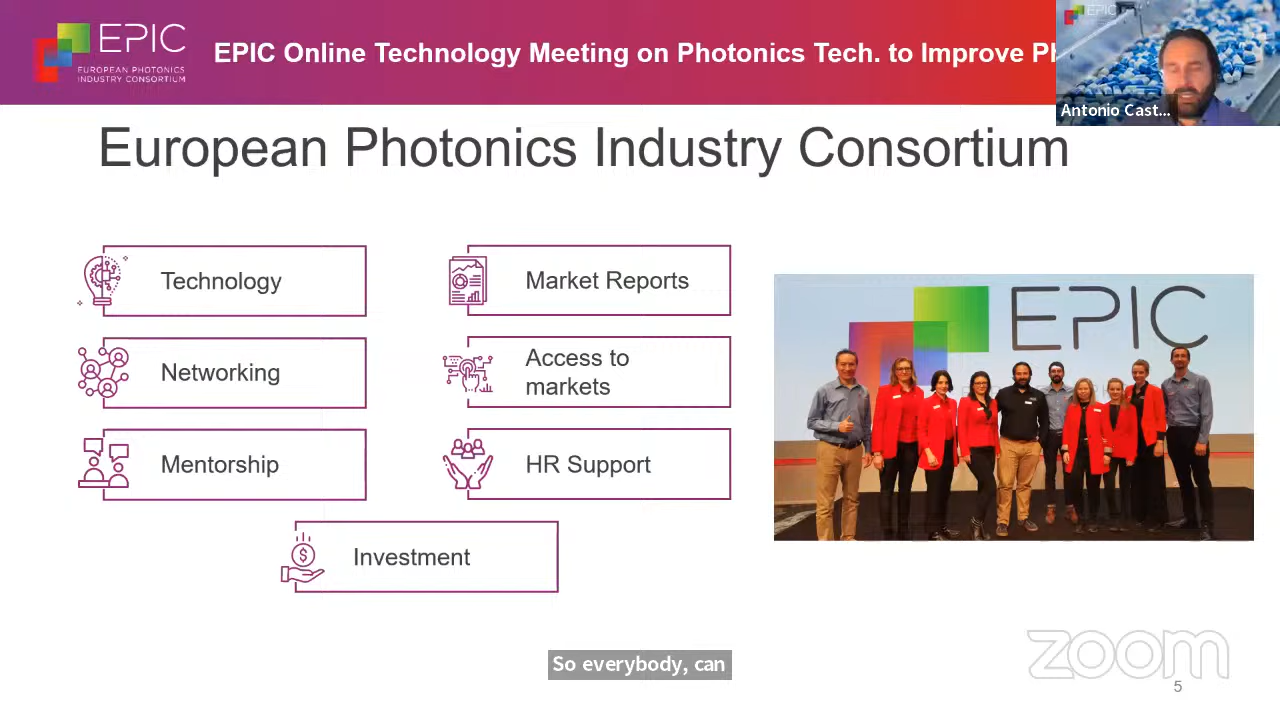 EPIC
EUROPEAN PHOTONICS
INDUSTRY CONSORTIUM
EPIC Online Technology Meeting on Photonics Tech. to Improve
EPIC
Antonio Cast...
European Photonics Industry Consortium
Technology
Market Reports
Networking
Access to
markets
Mentorship
HR Support
Investment
EPIC
So everybody, can
zoom
5